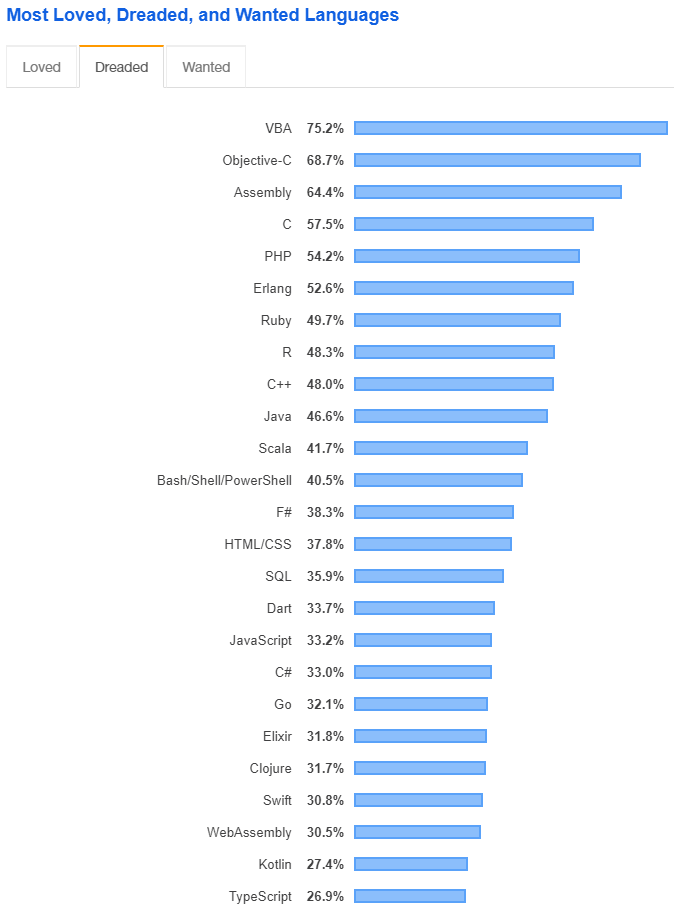 Most Loved, Dreaded, and Wanted Languages
Loved Dreaded Wanted
VBA 75.2%
Objective-C 68.7%
Assembly 64.4%
C 57.5%
PHP 54.2%
Erlang 52.6%
Ruby 49.7%
R 48.3%
C++ 48.0%
Java 46.6%
Scala 41.7%
Bash/Shell/PowerShell 40.5%
F# 38.3%
HTML/CSS 37.8%
SQL 35.9%
Dart 33.7%
JavaScript 33.2%
C# 33.0%
Go 32.1%
Elixir 31.8%
Clojure 31.7%
Swift 30.8%
WebAssembly 30.5%
Kotlin 27.4%
TypeScript 26.9%